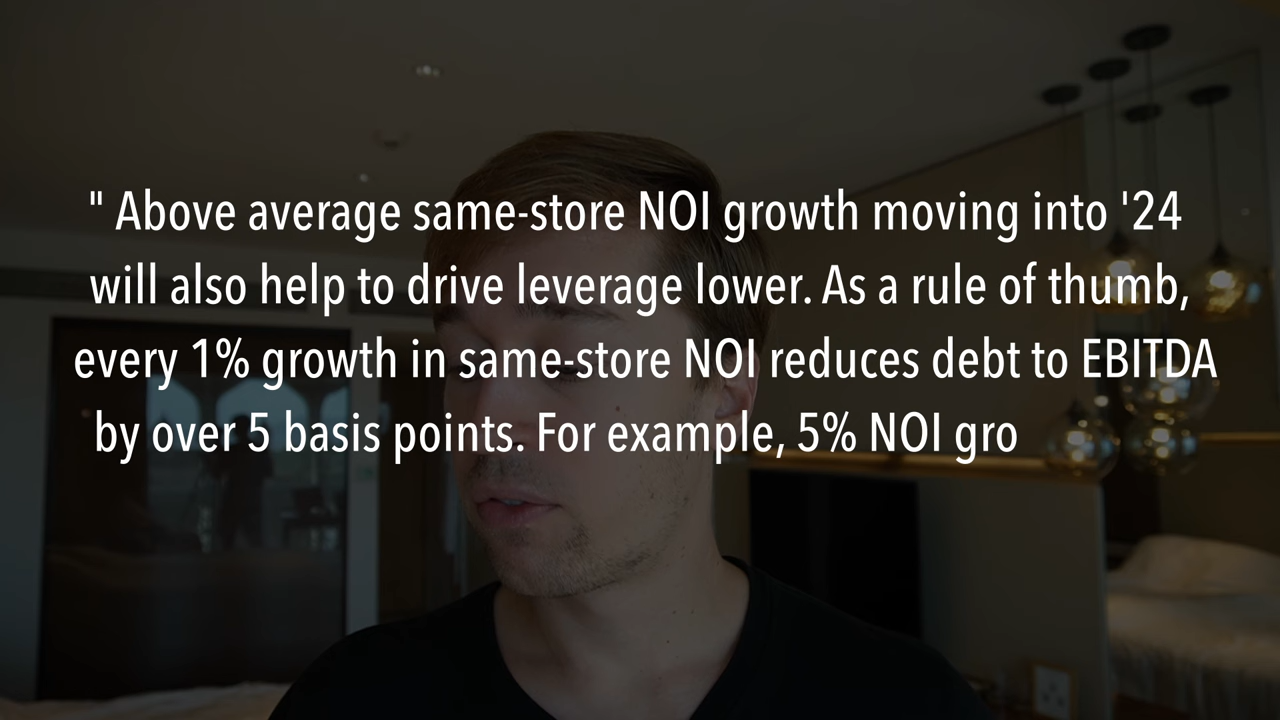 " Above average same-store NOI growth moving into '24
will also help to drive leverage lower. As a rule of thumb,
every 1% growth in same-store NOI reduces debt to EBITDA
by over 5 basis points. For example, 5% NOI gro